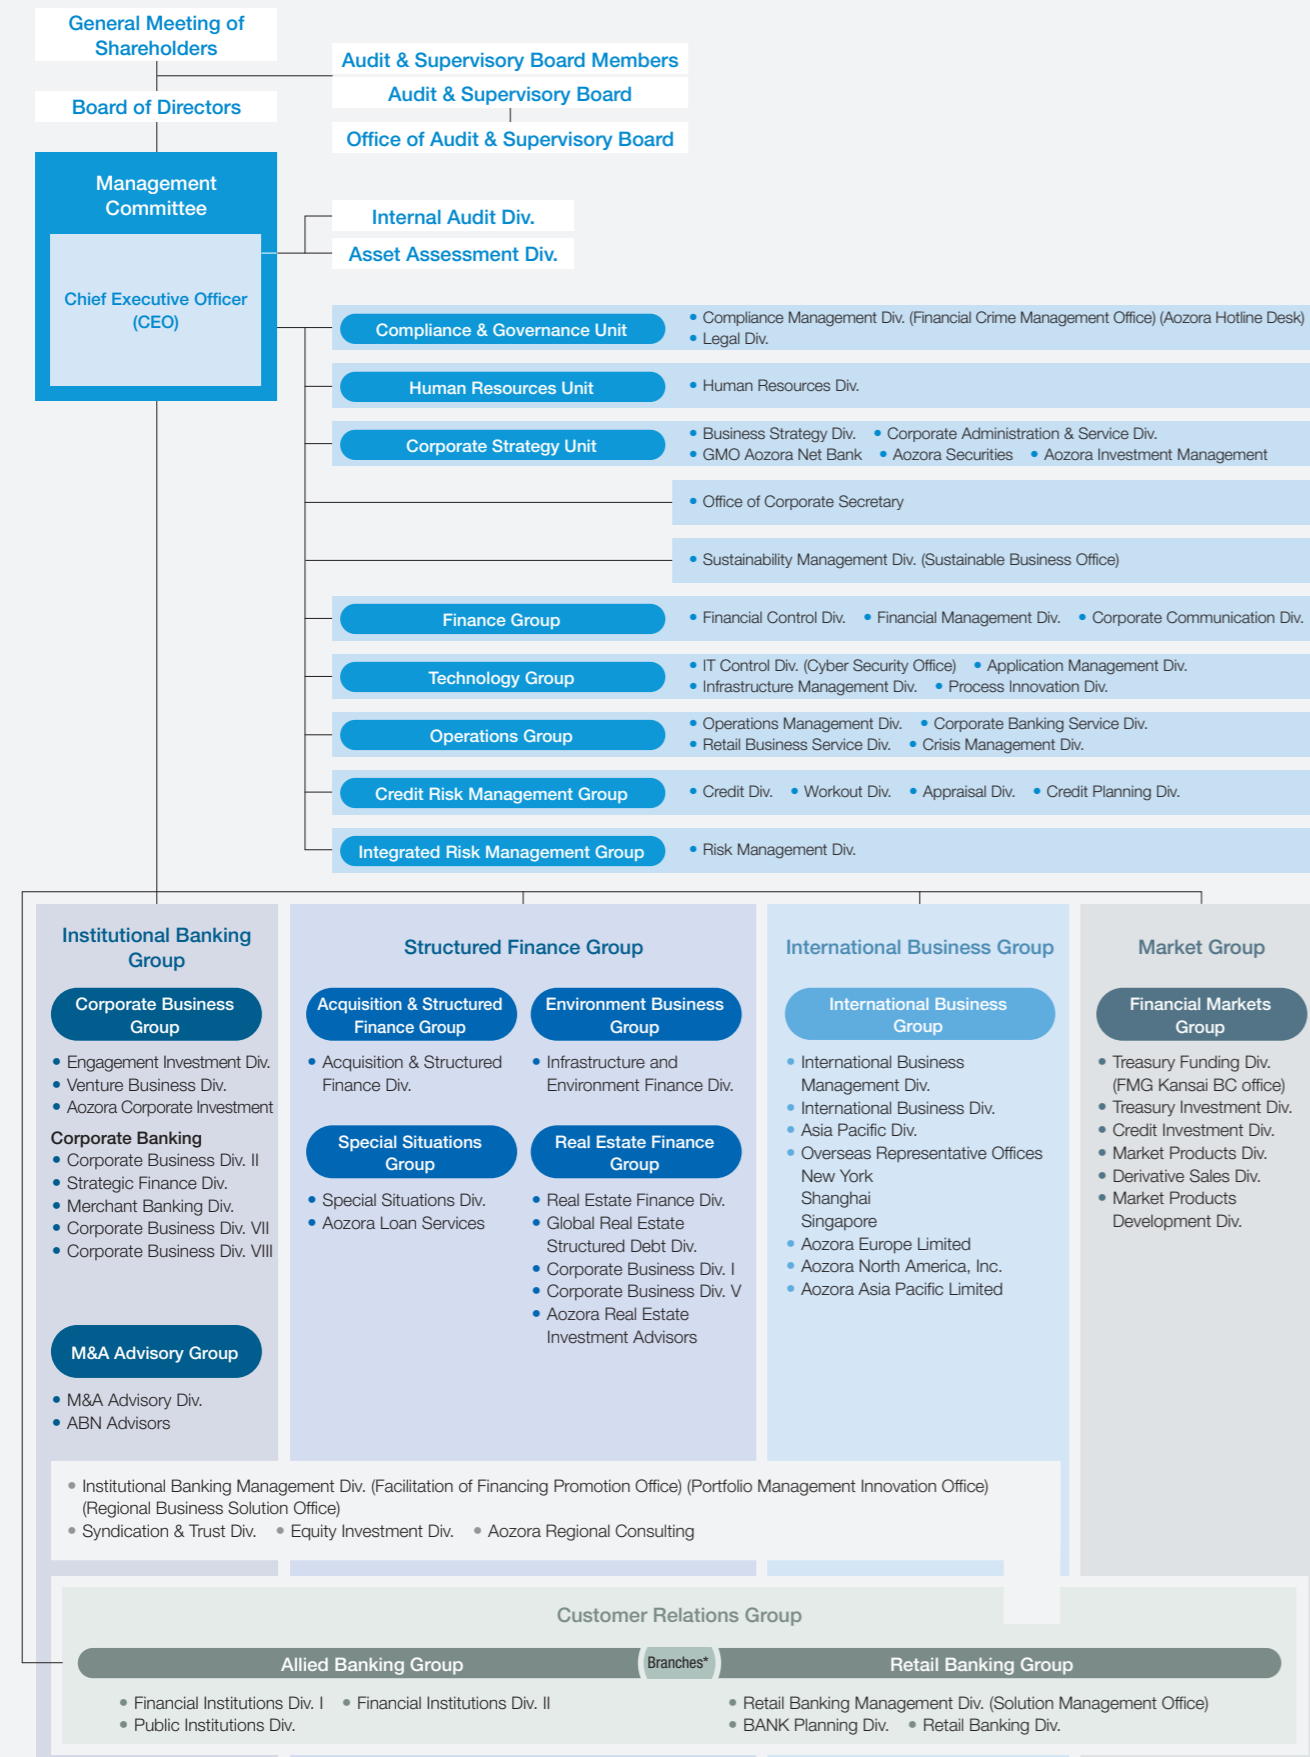 General Meeting of
Shareholders
Audit & Supervisory Board Members
Audit & Supervisory Board
Board of Directors
Office of Audit & Supervisory Board
Management
Committee
Internal Audit Div.
Asset Assessment Div.
Chief Executive Officer
(CEO)
Compliance & Governance Unit
• Compliance Management Div. (Financial Crime Management Office) (Aozora Hotline Desk)
• Legal Div.
Human Resources Unit
• Human Resources Div.
Corporate Strategy Unit
• Business Strategy Div. • Corporate Administration & Service Div.
• GMO Aozora Net Bank • Aozora Securities • Aozora Investment Management
• Office of Corporate Secretary
• Sustainability Management Div. (Sustainable Business Office)
Finance Group
• Financial Control Div. • Financial Management Div. • Corporate Communication Div.
Technology Group
• IT Control Div. (Cyber Security Office) • Application Management Div.
• Infrastructure Management Div. • Process Innovation Div.
Operations Group
• Operations Management Div. • Corporate Banking Service Div.
• Retail Business Service Div. • Crisis Management Div.
Credit Risk Management Group
• Credit Div. • Workout Div. • Appraisal Div. • Credit Planning Div.
Integrated Risk Management Group
• Risk Management Div.
Institutional Banking
Group
Corporate Business
Group
• Engagement Investment Div.
• Venture Business Div.
• Aozora Corporate Investment
Corporate Banking
• Corporate Business Div. II
• Strategic Finance Div.
• Merchant Banking Div.
• Corporate Business Div. VII
• Corporate Business Div. VIII
M&A Advisory Group
• M&A Advisory Div.
• ABN Advisors
Structured Finance Group
Acquisition & Structured
Finance Group
• Acquisition & Structured
Finance Div.
Environment Business
Group
• Infrastructure and
Environment Finance Div.
Special Situations
Group
• Special Situations Div.
• Aozora Loan Services
Real Estate Finance
Group
• Real Estate Finance Div.
• Global Real Estate
Structured Debt Div.
• Corporate Business Div. I
• Corporate Business Div. V
• Aozora Real Estate
Investment Advisors
International Business Group
International Business
Group
• International Business
Management Div.
• International Business Div.
• Asia Pacific Div.
• Overseas Representative Offices
New York
Shanghai
Singapore
• Aozora Europe Limited
• Aozora North America, Inc.
• Aozora Asia Pacific Limited
Market Group
Financial Markets
Group
• Treasury Funding Div.
(FMG Kansai BC office)
• Treasury Investment Div.
• Credit Investment Div.
• Market Products Div.
• Derivative Sales Div.
• Market Products
Development Div.
• Institutional Banking Management Div. (Facilitation of Financing Promotion Office) (Portfolio Management Innovation Office)
(Regional Business Solution Office)
• Syndication & Trust Div. • Equity Investment Div. • Aozora Regional Consulting
Customer Relations Group
Allied Banking Group
Branches*
Retail Banking Group
• Financial Institutions Div. I • Financial Institutions Div. II
• Public Institutions Div.
• Retail Banking Management Div. (Solution Management Office)
• BANK Planning Div. • Retail Banking Div.